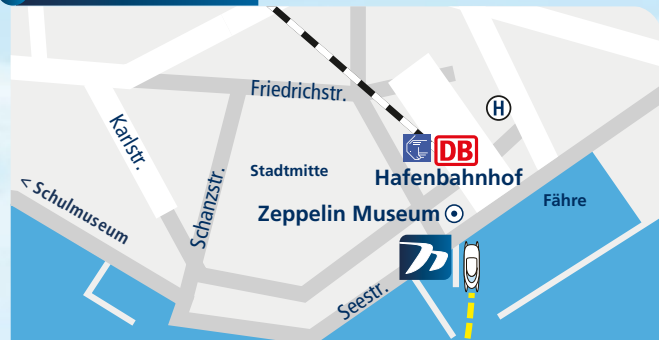 Friedrichstr.
H
Karlstr.
DB
Stadtmitte
Hafenbahnhof
< Schulmuseum
Schanzstr.
Fähre
Zeppelin Museum
Seestr.